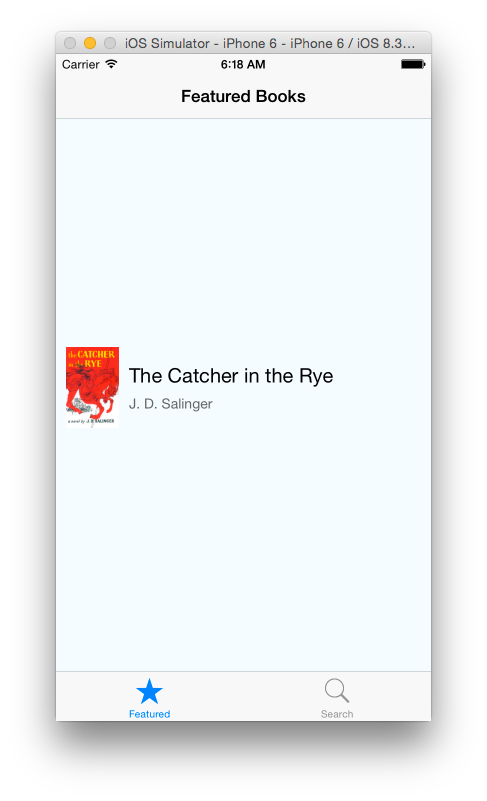 iOS Simulator - iPhone 6 - iPhone 6 / iOS 8.3...
Carrier 6:18 AM
Featured Books
the CATCHER
in the RYE
a novel by J. D. SALINGER
The Catcher in the Rye
J. D. Salinger
Featured
Search